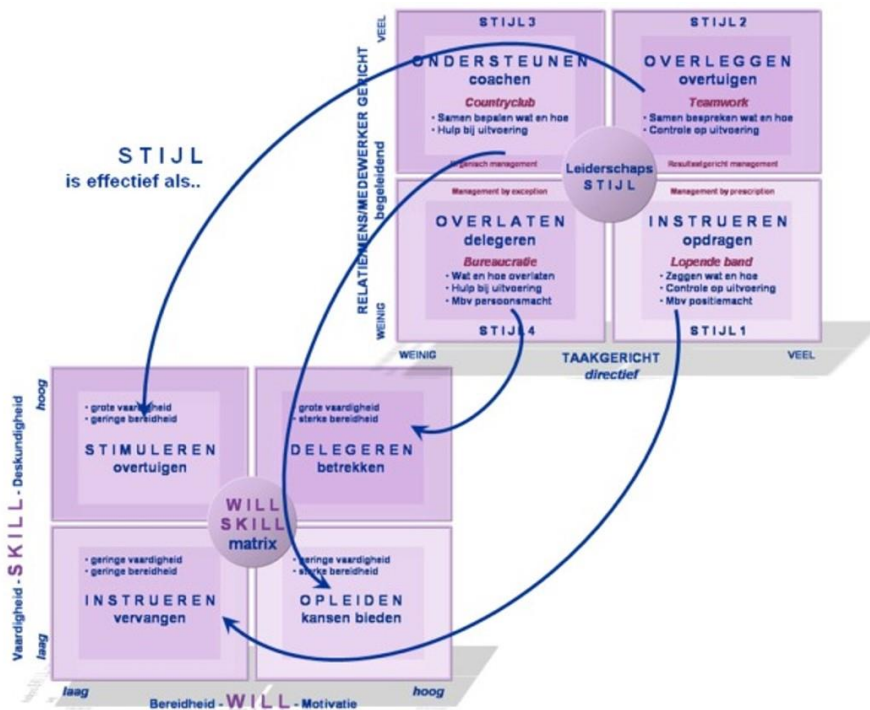 STIJL3
ONDERSTEUNEN
coachen
Countryclub
• Samen bepalen wat en hoe
• Hulp bij uitvoering
Organisch management
STIJL2
OVERLEGGEN
overtuigen
Teamwork
• Samen bespreken wat en hoe
• Controle op uitvoering
Resultaatgericht management
Leiderschaps
STIJL
Management by exception
OVERLATEN
delegeren
Bureaucratie
• Wat en hoe overlaten
• Hulp bij uitvoering
• Mbv persoonsmacht
STIJL4
Management by prescription
INSTRUEREN
opdragen
Lopende band
• Zeggen wat en hoe
• Controle op uitvoering
• Mbv positiemacht
STIJL1
VEEL
RELATIE/MENS/MEDEWERKER GERICHT
begeleidend
WEINIG
WEINIG
TAAKGERICHT
directief
VEEL
STIJL
is effectief als..
hoog
Vaardigheid - SKILL - Deskundigheid
laag
• grote vaardigheid
• geringe bereidheid
STIMULEREN
overtuigen
• grote vaardigheid
• sterke bereidheid
DELEGEREN
betrekken
WILL
SKILL
matrix
• geringe vaardigheid
• geringe bereidheid
INSTRUEREN
vervangen
• geringe vaardigheid
• sterke bereidheid
OPLEIDEN
kansen bieden
laag
Bereidheid - WILL - Motivatie
hoog